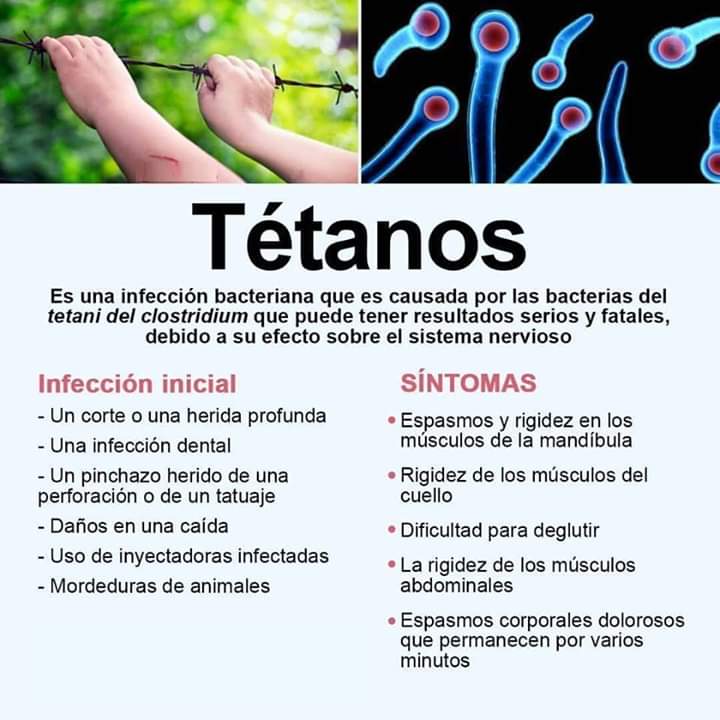 Tétanos
Es una infección bacteriana que es causada por las bacterias del
tetani del clostridium que puede tener resultados serios y fatales,
debido a su efecto sobre el sistema nervioso
Infección inicial
- Un corte o una herida profunda
- Una infección dental
- Un pinchazo herido de una
perforación o de un tatuaje
- Daños en una caída
- Uso de inyectadoras infectadas
- Mordeduras de animales
SÍNTOMAS
• Espasmos y rigidez en los
músculos de la mandíbula
• Rigidez de los músculos del
cuello
• Dificultad para deglutir
• La rigidez de los músculos
abdominales
• Espasmos corporales dolorosos
que permanecen por varios
minutos